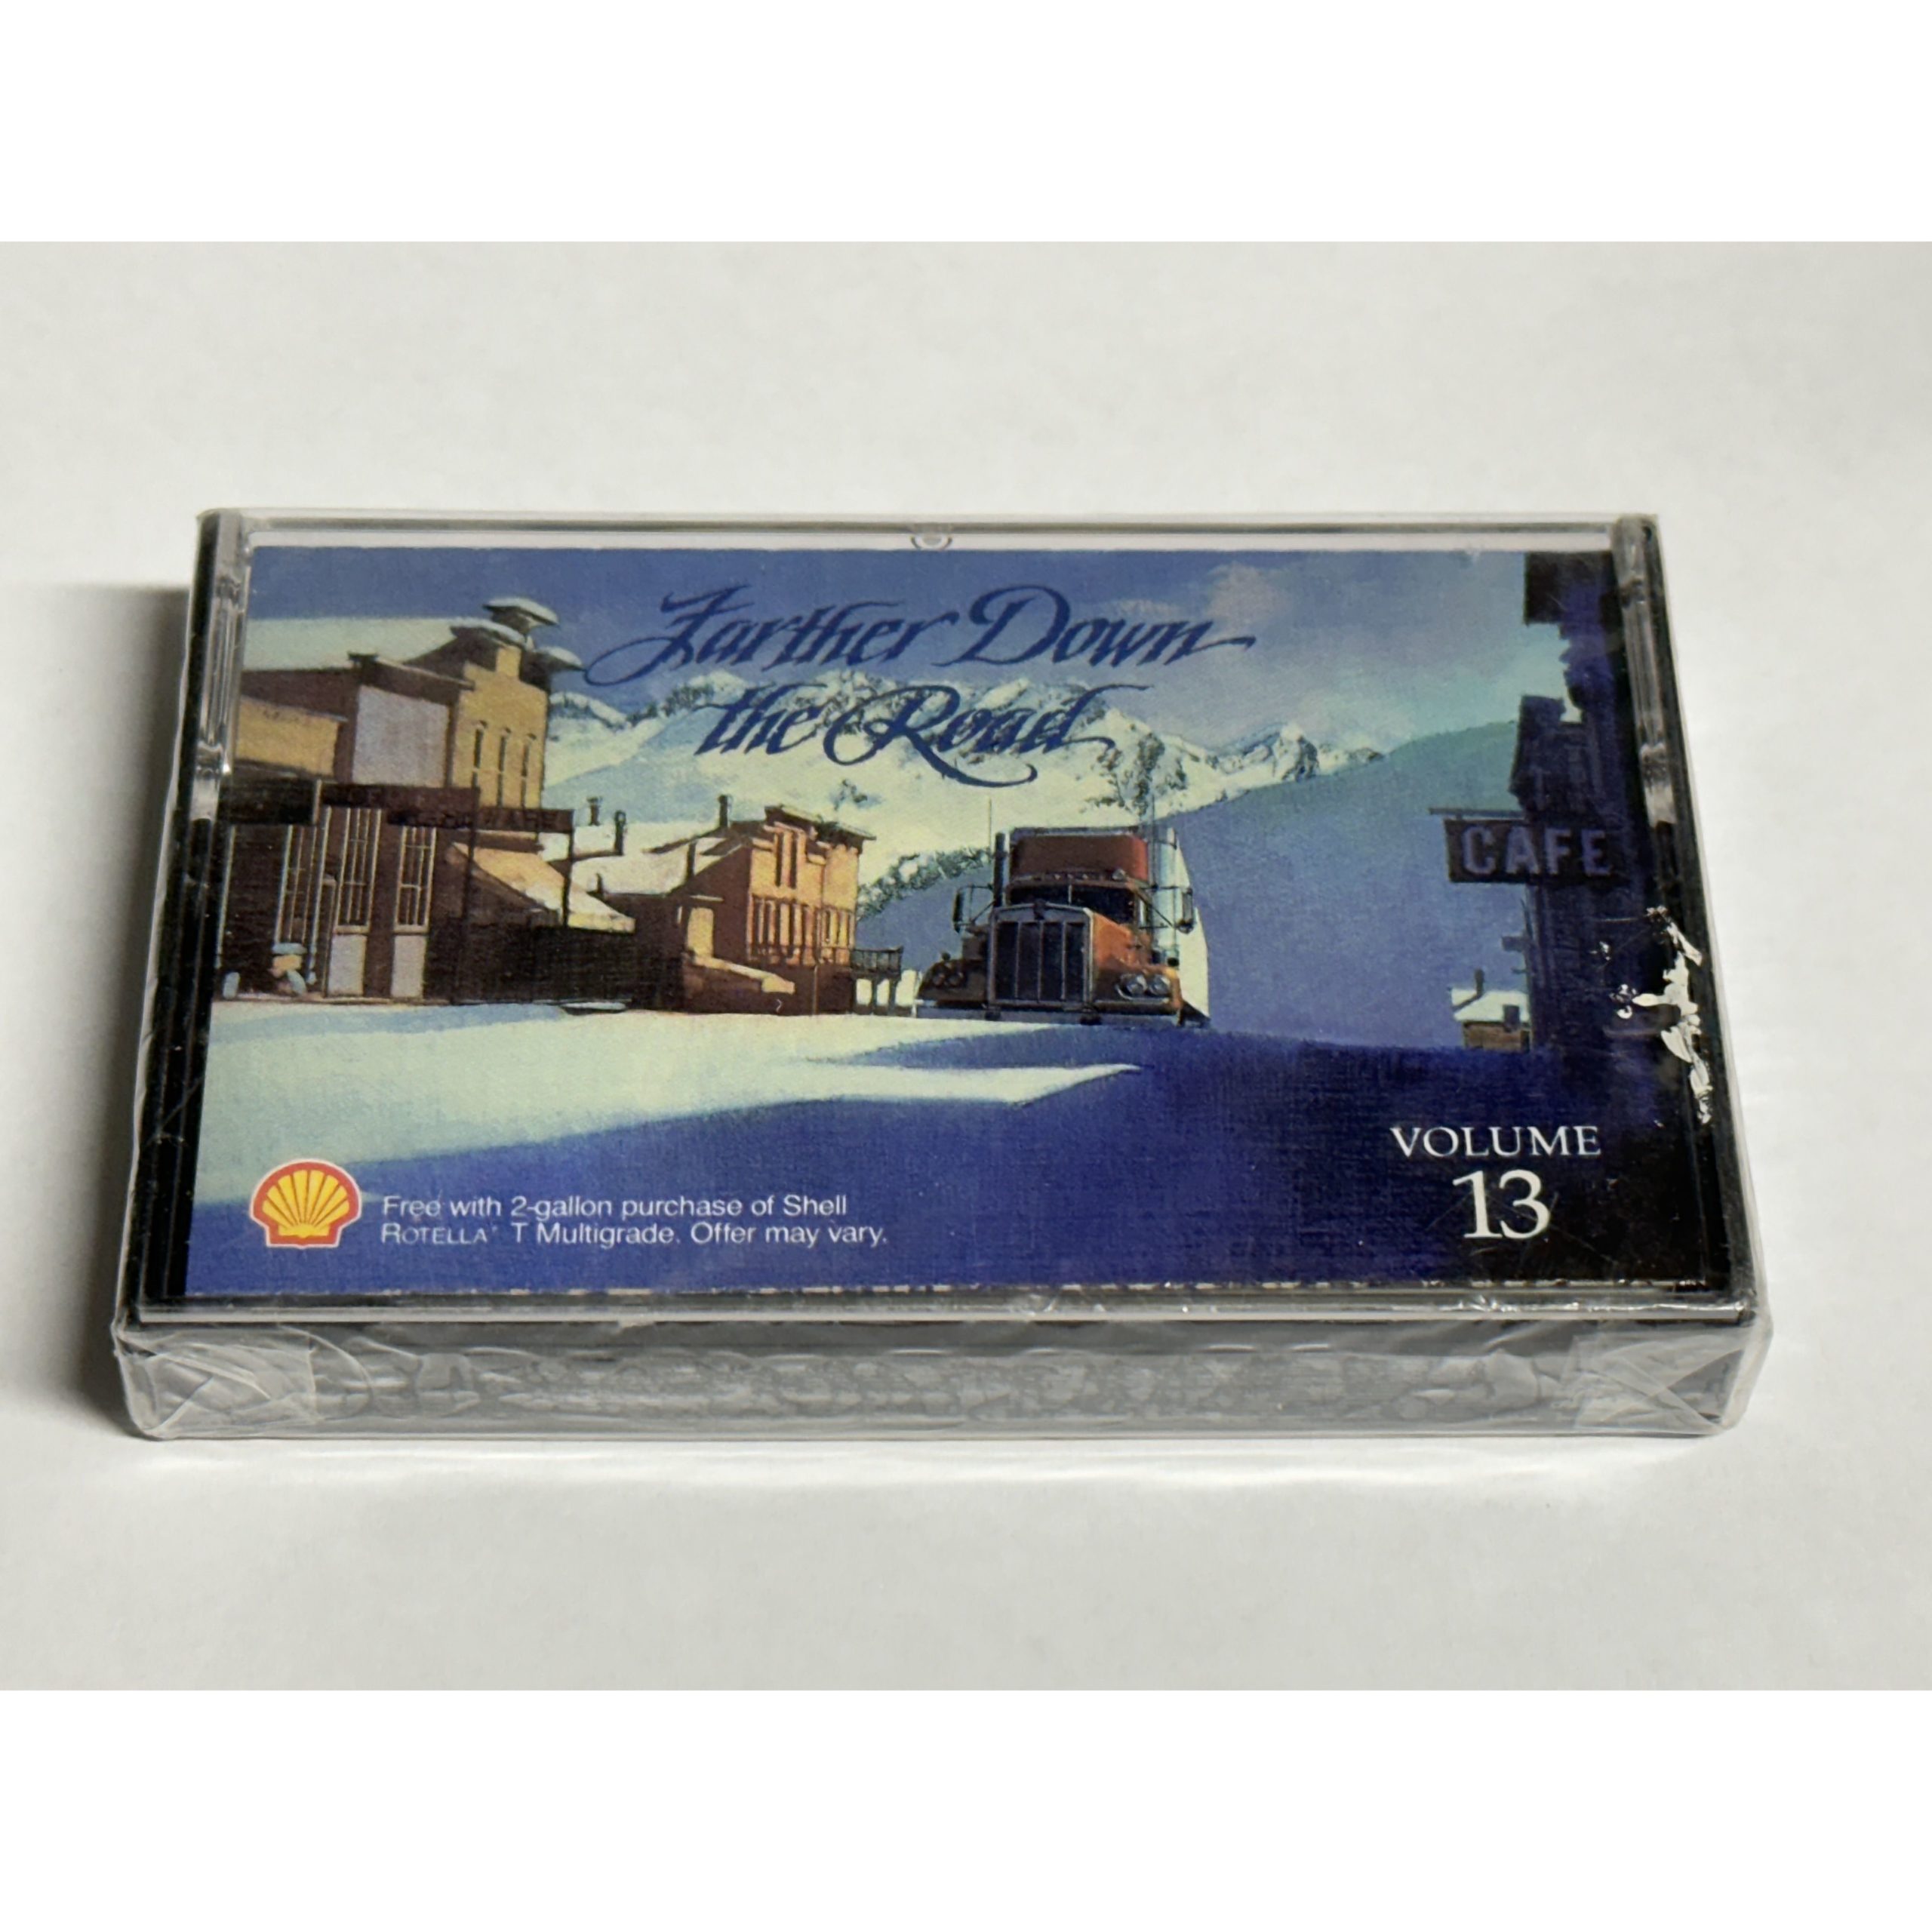 Farther Down
the Road
CAFE
VOLUME
13
Free with 2-gallon purchase of Shell
ROTELLA® T Multigrade. Offer may vary.